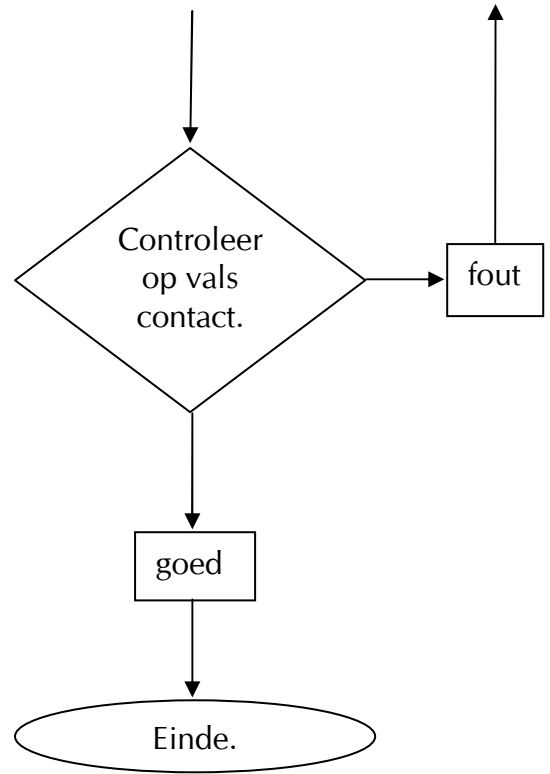 Controleer
op vals
contact.
fout
goed
Einde.